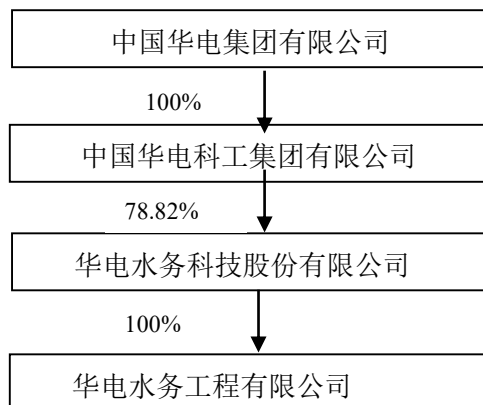 中国华电集团有限公司
100%
中国华电科工集团有限公司
78.82%
华电水务科技股份有限公司
100%
华电水务工程有限公司